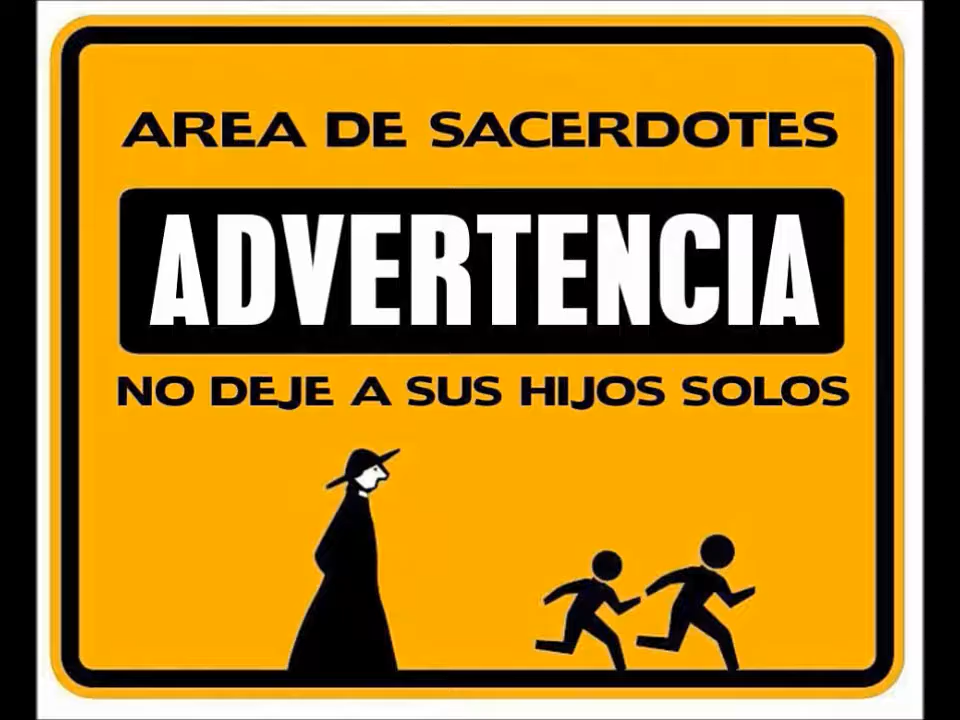 AREA DE SACERDOTES
ADVERTENCIA
NO DEJE A SUS HIJOS SOLOS